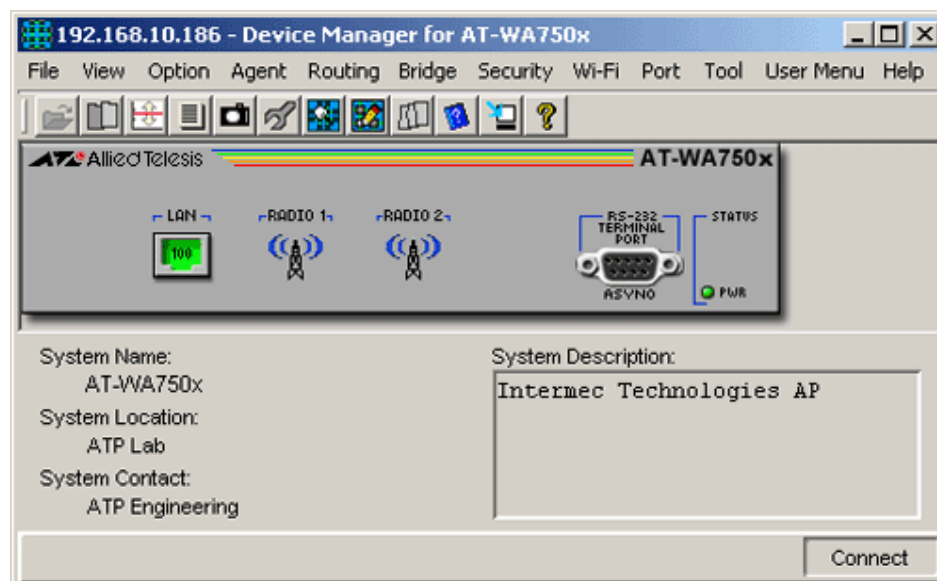 192.168.10.186 - Device Manager for AT-WA750x
File View Option Agent Routing Bridge Security Wi-Fi Port Tool User Menu Help
Allied Telesis AT-WA750x
LAN RADIO 1 RADIO 2 RS-232 TERMINAL PORT STATUS
100
ASYN0 PWR
System Name:
AT-WA750x
System Location:
ATP Lab
System Contact:
ATP Engineering
System Description:
Intermec Technologies AP
Connect